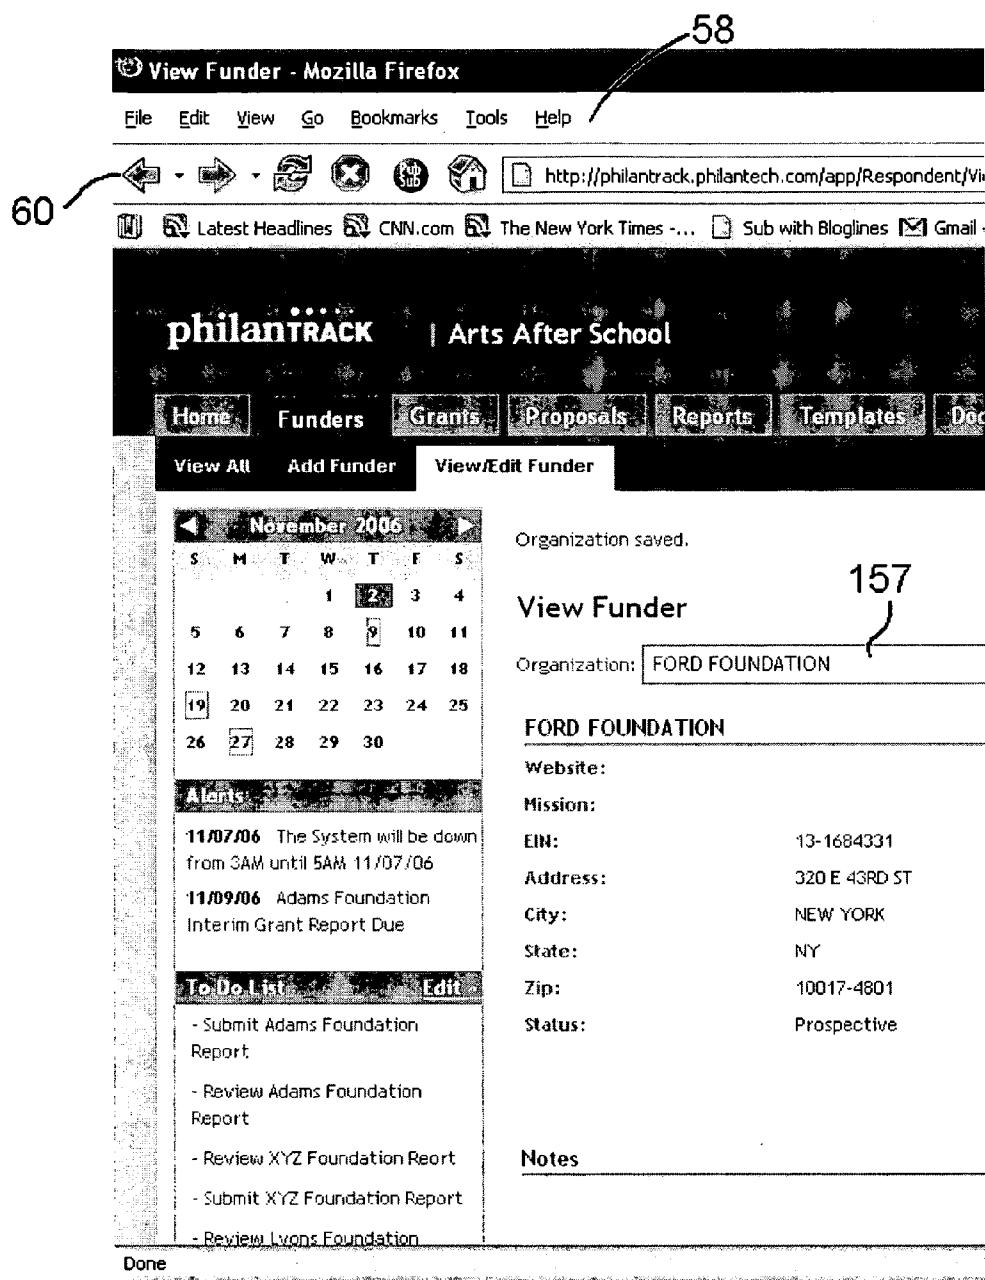 58
View Funder - Mozilla Firefox
File Edit View Go Bookmarks Tools Help
60
http://philantrack.philantech.com/app/Respondent/Vi
Latest Headlines CNN.com The New York Times -... Sub with Bloglines Gmail -
philanTRACK | Arts After School
Home Funders Grants Proposals Reports Templates Doc
View All Add Funder View/Edit Funder
November 2006
S M T W T F S
1 2 3 4
5 6 7 8 9 10 11
12 13 14 15 16 17 18
19 20 21 22 23 24 25
26 27 28 29 30
Alerts
11/07/06 The System will be down
from 3AM until 5AM 11/07/06
11/09/06 Adams Foundation
Interim Grant Report Due
To Do List Edit
- Submit Adams Foundation
Report
- Review Adams Foundation
Report
- Review XYZ Foundation Reort
- Submit XYZ Foundation Report
- Review Lyons Foundation
Organization saved.
157
View Funder
Organization: FORD FOUNDATION
FORD FOUNDATION
Website:
Mission:
EIN: 13-1684331
Address: 320 E 43RD ST
City: NEW YORK
State: NY
Zip: 10017-4801
Status: Prospective
Notes
Done